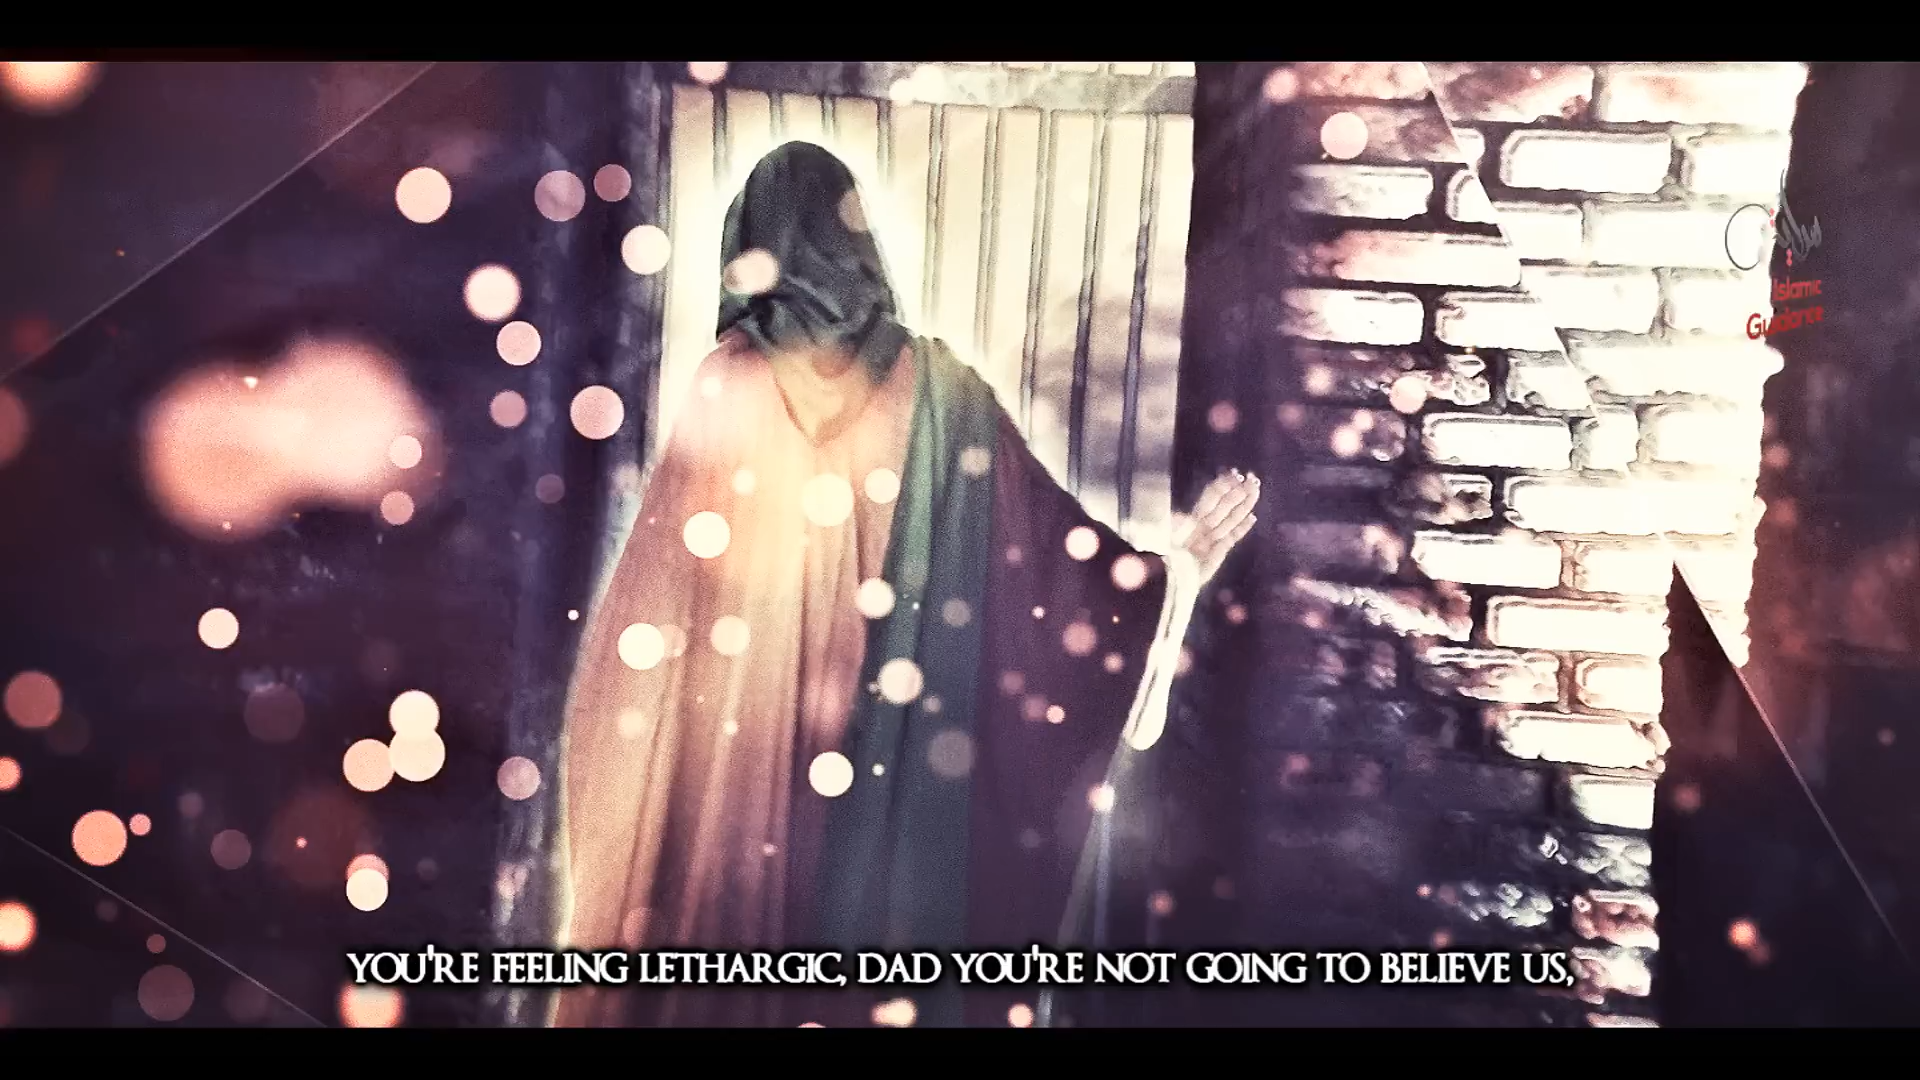 Islamic
Guidance
YOU'RE FEELING LETHARGIC, DAD YOU'RE NOT GOING TO BELIEVE US,